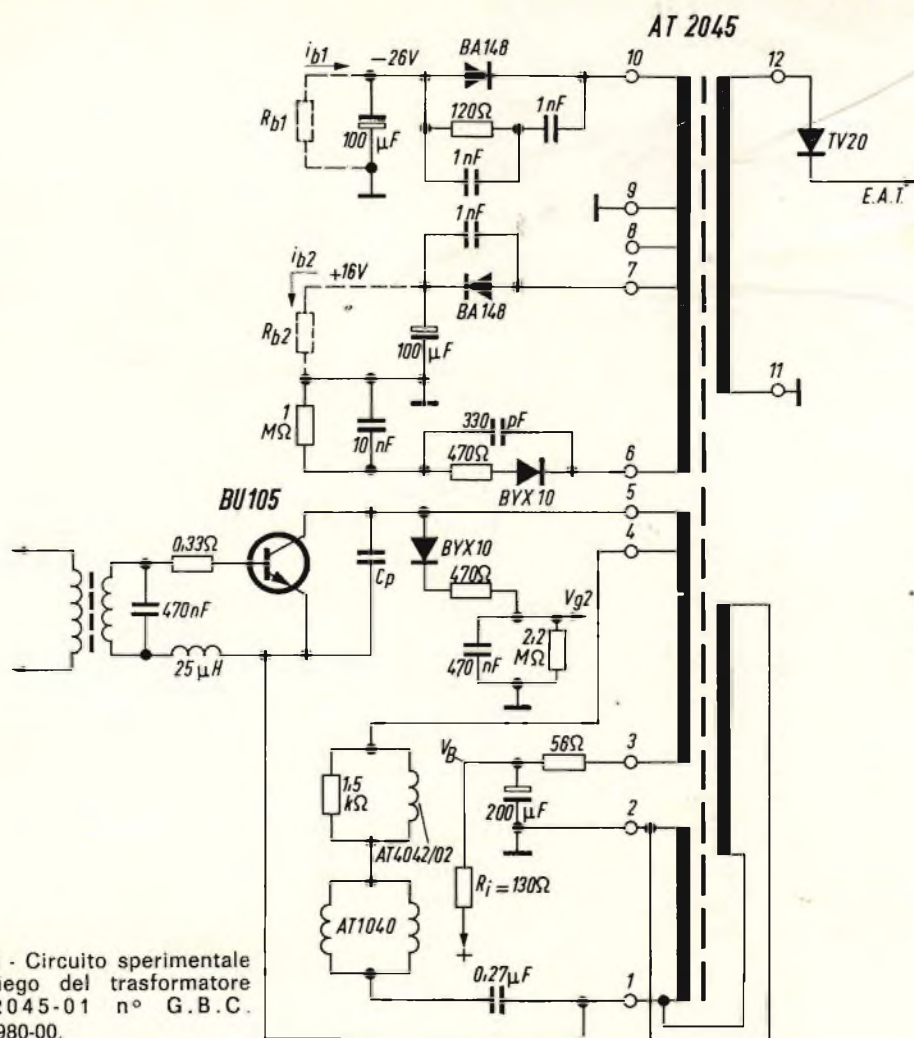 AT 2045
i_b1
-26V
BA148
10
12
R_b1
100 μF
120Ω
1nF
1nF
TV20
E.A.T.
9
8
1nF
i_b2
+16V
7
BA148
R_b2
100 μF
11
1 MΩ
10 nF
330 pF
470Ω
6
BYX 10
BU105
5
4
0,33Ω
BYX10
470Ω
C_p
Vg2
470nF
2,2 MΩ
470 nF
25 μH
V_B
56Ω
3
1,5 kΩ
200 μF
2
AT4042/02
R_i = 130Ω
AT1040
+
0,27μF
1
- Circuito sperimentale
iego del trasformatore
2045-01 n° G.B.C.
980-00.